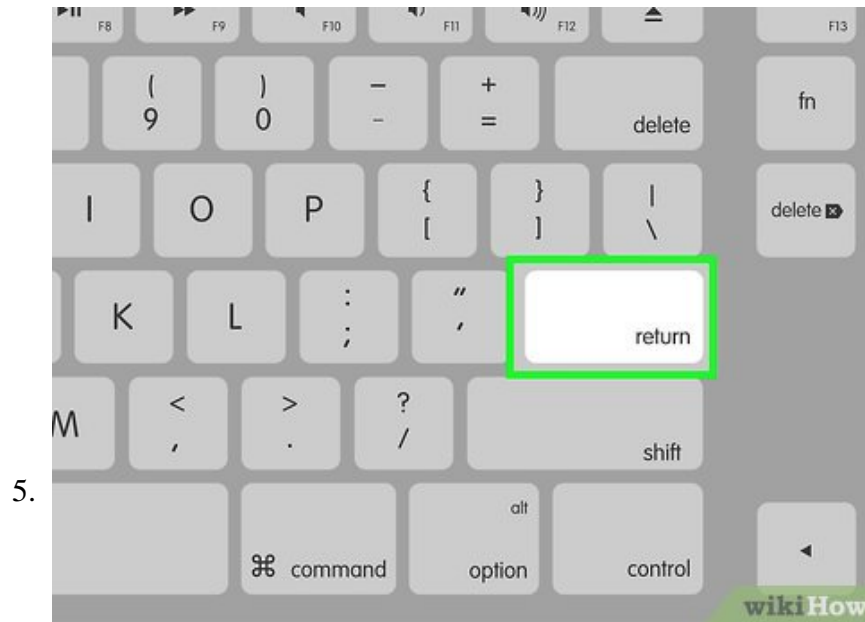 F8 F9 F10 F11 F12 F13
( ) - +
9 0 - = delete fn
{ } |
I O P [ ] \ delete
: "
K L ; ' return
< > ?
M , . / shift
5.
alt
⌘ command option control
wikiHow